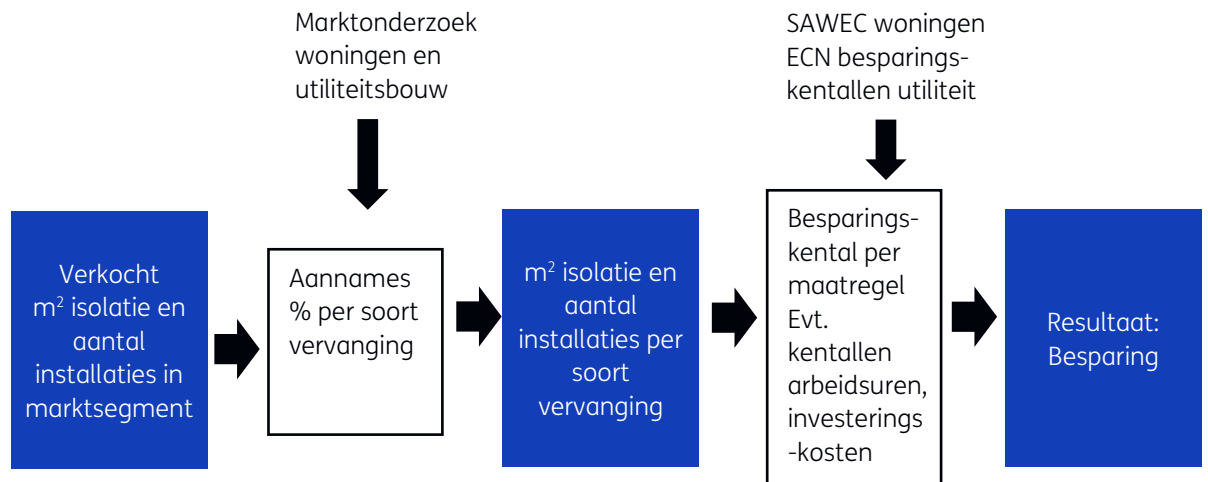 Marktonderzoek
woningen en
utiliteitsbouw
SAWEC woningen
ECN besparings-
kentallen utiliteit
Verkocht
m² isolatie en
aantal
installaties in
marktsegment
Aannames
% per soort
vervanging
m² isolatie en
aantal
installaties per
soort
vervanging
Besparings-
kental per
maatregel
Evt.
kentallen
arbeidsuren,
investerings
-kosten
Resultaat:
Besparing